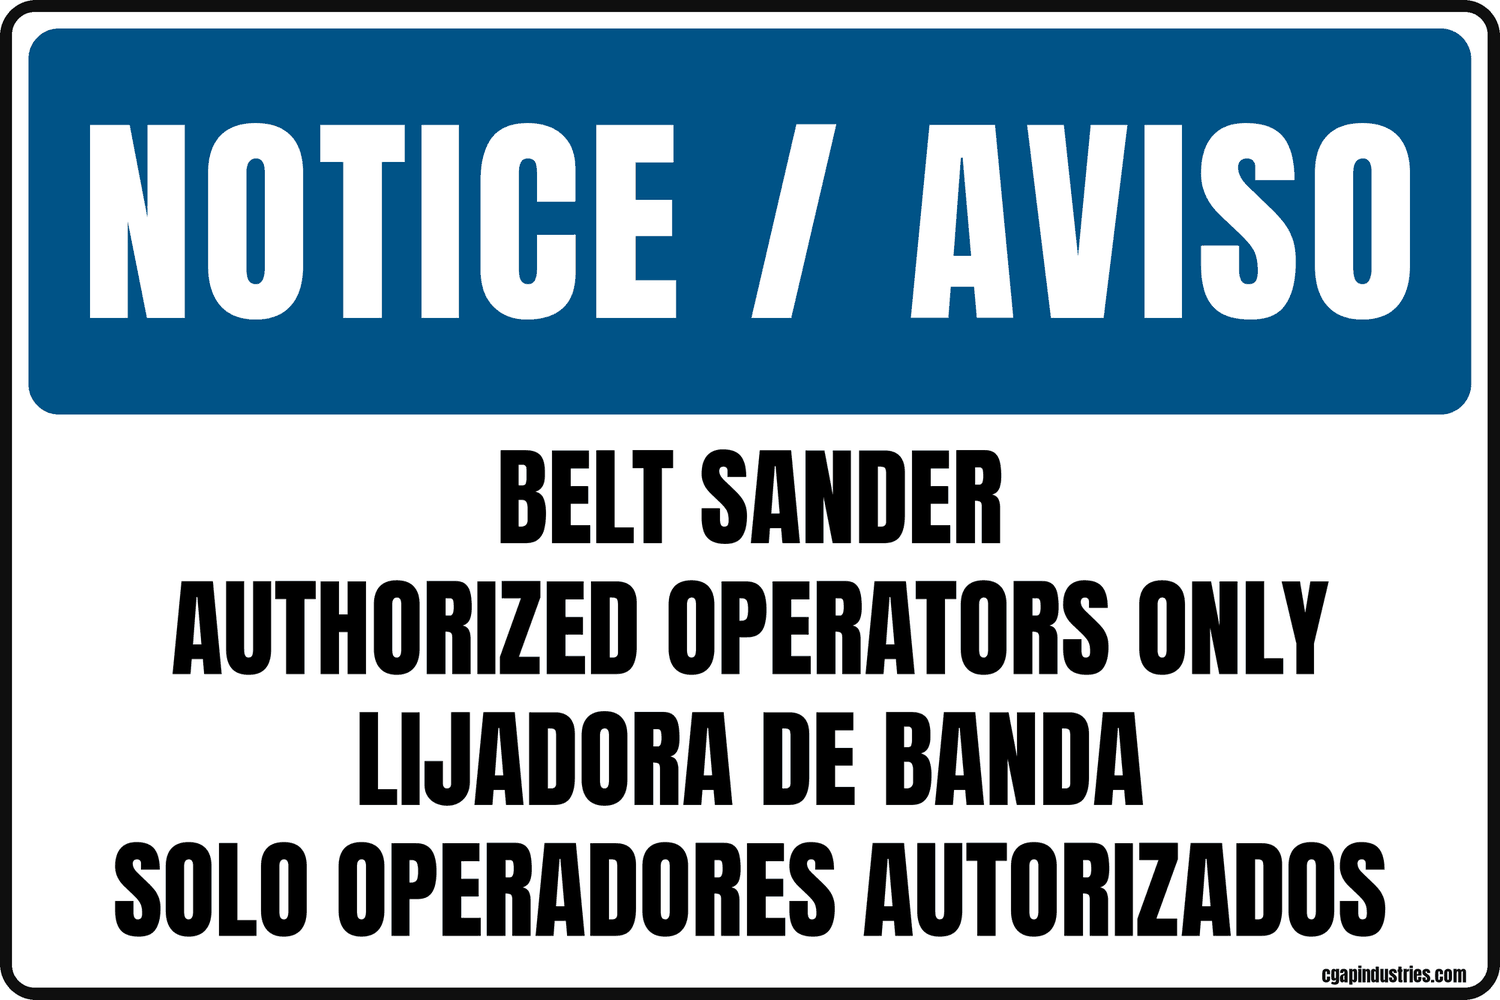 NOTICE / AVISO
BELT SANDER
AUTHORIZED OPERATORS ONLY
LIJADORA DE BANDA
SOLO OPERADORES AUTORIZADOS
cgapindustries.com